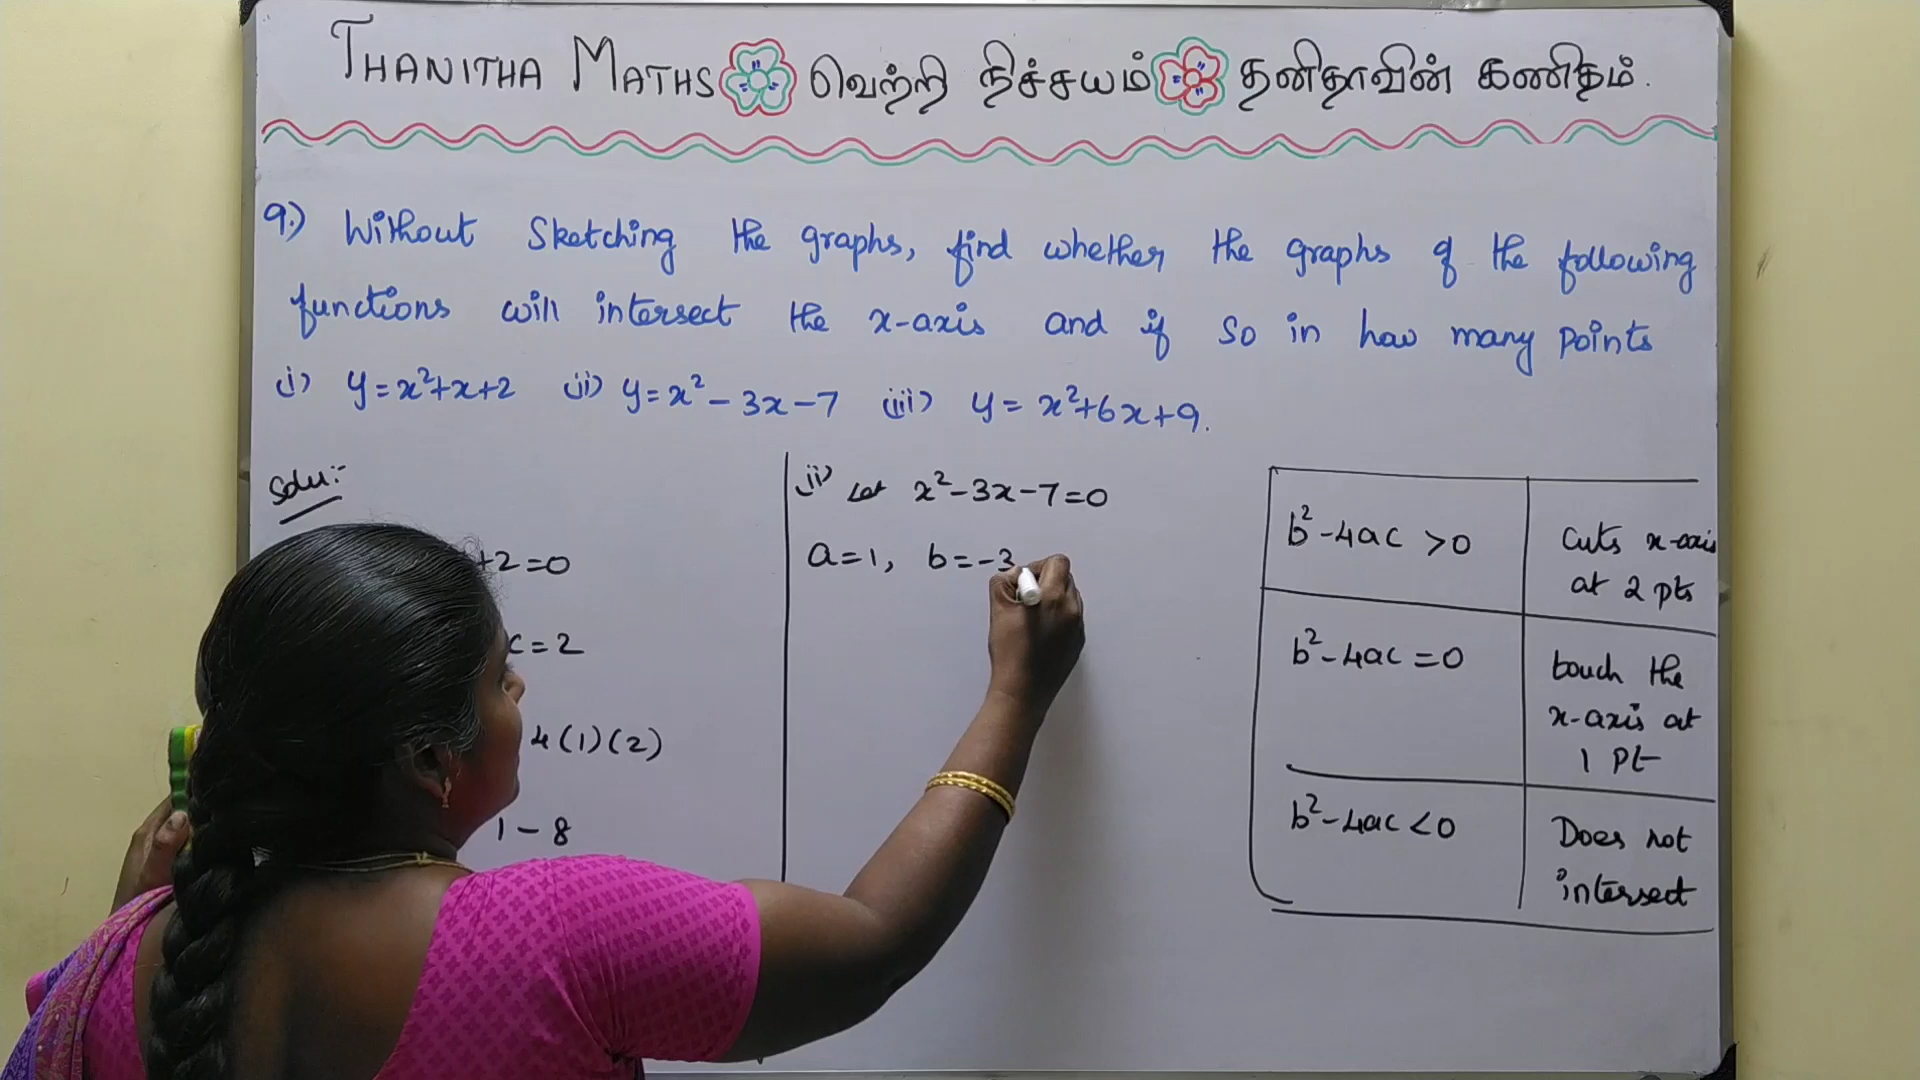 THANITHA MATHS வெற்றி நிச்சயம் தனிதாவின் கணிதம்.
9.) Without Sketching the graphs, find whether the graphs of the following
functions will intersect the x-axis and if so in how many points
i) y=x²+x+2 ii) y=x²-3x-7 iii) y=x²+6x+9.
Solu:-
+2=0
c=2
4(1)(2)
1-8
ii) Let x²-3x-7=0
a=1, b=-3
b²-4ac >0 Cuts x-axis
at 2 pts
b²-4ac =0 touch the
x-axis at
1 Pt
b²-4ac <0 Does not
intersect